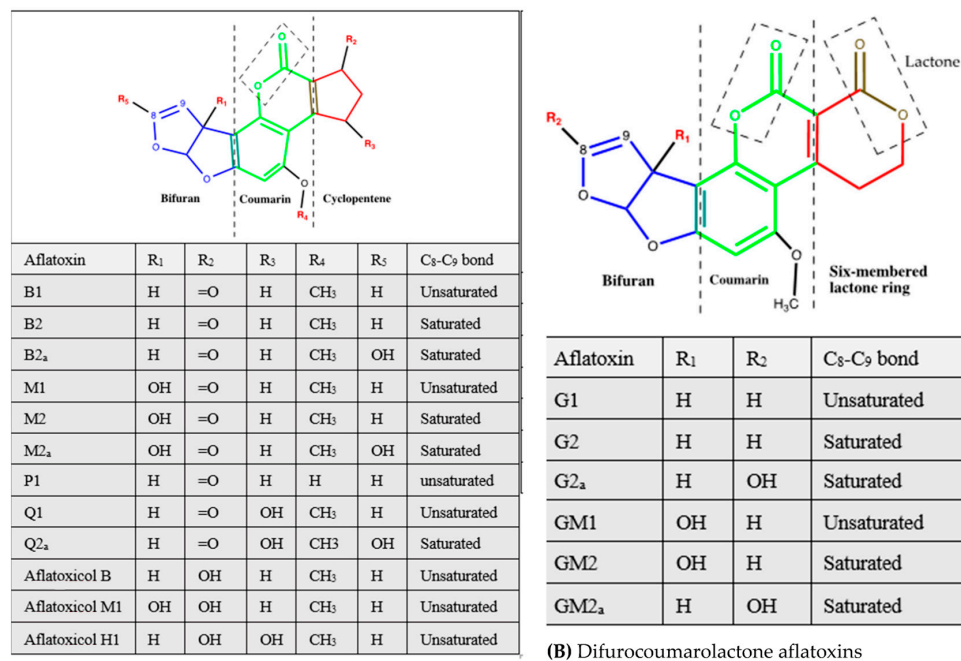 R₂
O
O
R₅
9
R₁
8
R₃
O
O
O
R₄
Bifuran Coumarin Cyclopentene
Aflatoxin R₁ R₂ R₃ R₄ R₅ C₈-C₉ bond
B1 H =O H CH₃ H Unsaturated
B2 H =O H CH₃ H Saturated
B2ₐ H =O H CH₃ OH Saturated
M1 OH =O H CH₃ H Unsaturated
M2 OH =O H CH₃ H Saturated
M2ₐ OH =O H CH₃ OH Saturated
P1 H =O H H H unsaturated
Q1 H =O OH CH₃ H Unsaturated
Q2ₐ H =O OH CH3 OH Saturated
Aflatoxicol B H OH H CH₃ H Unsaturated
Aflatoxicol M1 OH OH H CH₃ H Unsaturated
Aflatoxicol H1 H OH OH CH₃ H Unsaturated
O O
Lactone
O O
R₂
9
R₁
8
O
O
O
Bifuran Coumarin Six-membered
lactone ring
H₃C
Aflatoxin R₁ R₂ C₈-C₉ bond
G1 H H Unsaturated
G2 H H Saturated
G2ₐ H OH Saturated
GM1 OH H Unsaturated
GM2 OH H Saturated
GM2ₐ H OH Saturated
(B) Difurocoumarolactone aflatoxins